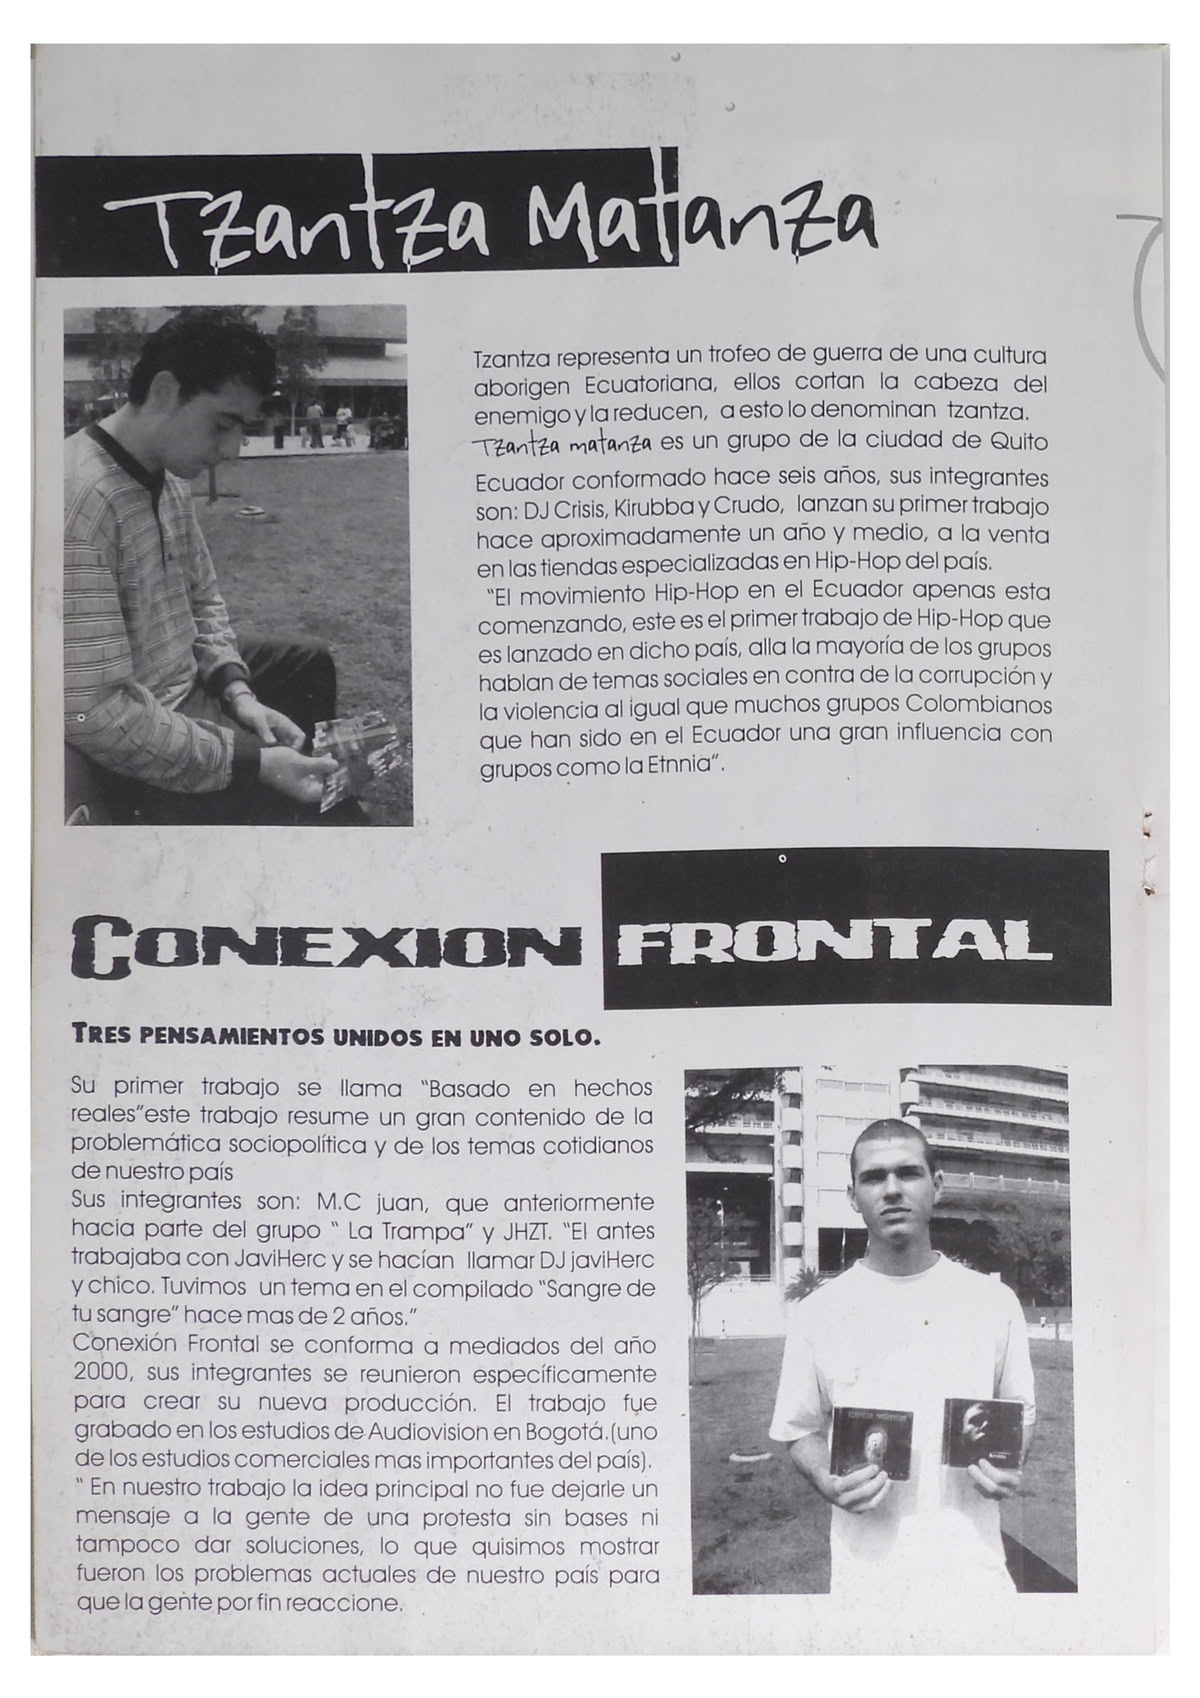 Tzantza Matanza
Tzantza representa un trofeo de guerra de una cultura
aborigen Ecuatoriana, ellos cortan la cabeza del
enemigo y la reducen, a esto lo denominan tzantza.
Tzantza matanza es un grupo de la ciudad de Quito
Ecuador conformado hace seis años, sus integrantes
son: DJ Crisis, Kirubba y Crudo, lanzan su primer trabajo
hace aproximadamente un año y medio, a la venta
en las tiendas especializadas en Hip-Hop del país.
"El movimiento Hip-Hop en el Ecuador apenas esta
comenzando, este es el primer trabajo de Hip-Hop que
es lanzado en dicho país, alla la mayoría de los grupos
hablan de temas sociales en contra de la corrupción y
la violencia al igual que muchos grupos Colombianos
que han sido en el Ecuador una gran influencia con
grupos como la Etnnia".
CONEXION FRONTAL
TRES PENSAMIENTOS UNIDOS EN UNO SOLO.
Su primer trabajo se llama "Basado en hechos
reales"este trabajo resume un gran contenido de la
problemática sociopolítica y de los temas cotidianos
de nuestro país
Sus integrantes son: M.C juan, que anteriormente
hacia parte del grupo " La Trampa" y JHZT. "El antes
trabajaba con JaviHerc y se hacían llamar DJ javiHerc
y chico. Tuvimos un tema en el compilado "Sangre de
tu sangre" hace mas de 2 años."
Conexión Frontal se conforma a mediados del año
2000, sus integrantes se reunieron específicamente
para crear su nueva producción. El trabajo fue
grabado en los estudios de Audiovision en Bogotá.(uno
de los estudios comerciales mas importantes del país).
" En nuestro trabajo la idea principal no fue dejarle un
mensaje a la gente de una protesta sin bases ni
tampoco dar soluciones, lo que quisimos mostrar
fueron los problemas actuales de nuestro país para
que la gente por fin reaccione.